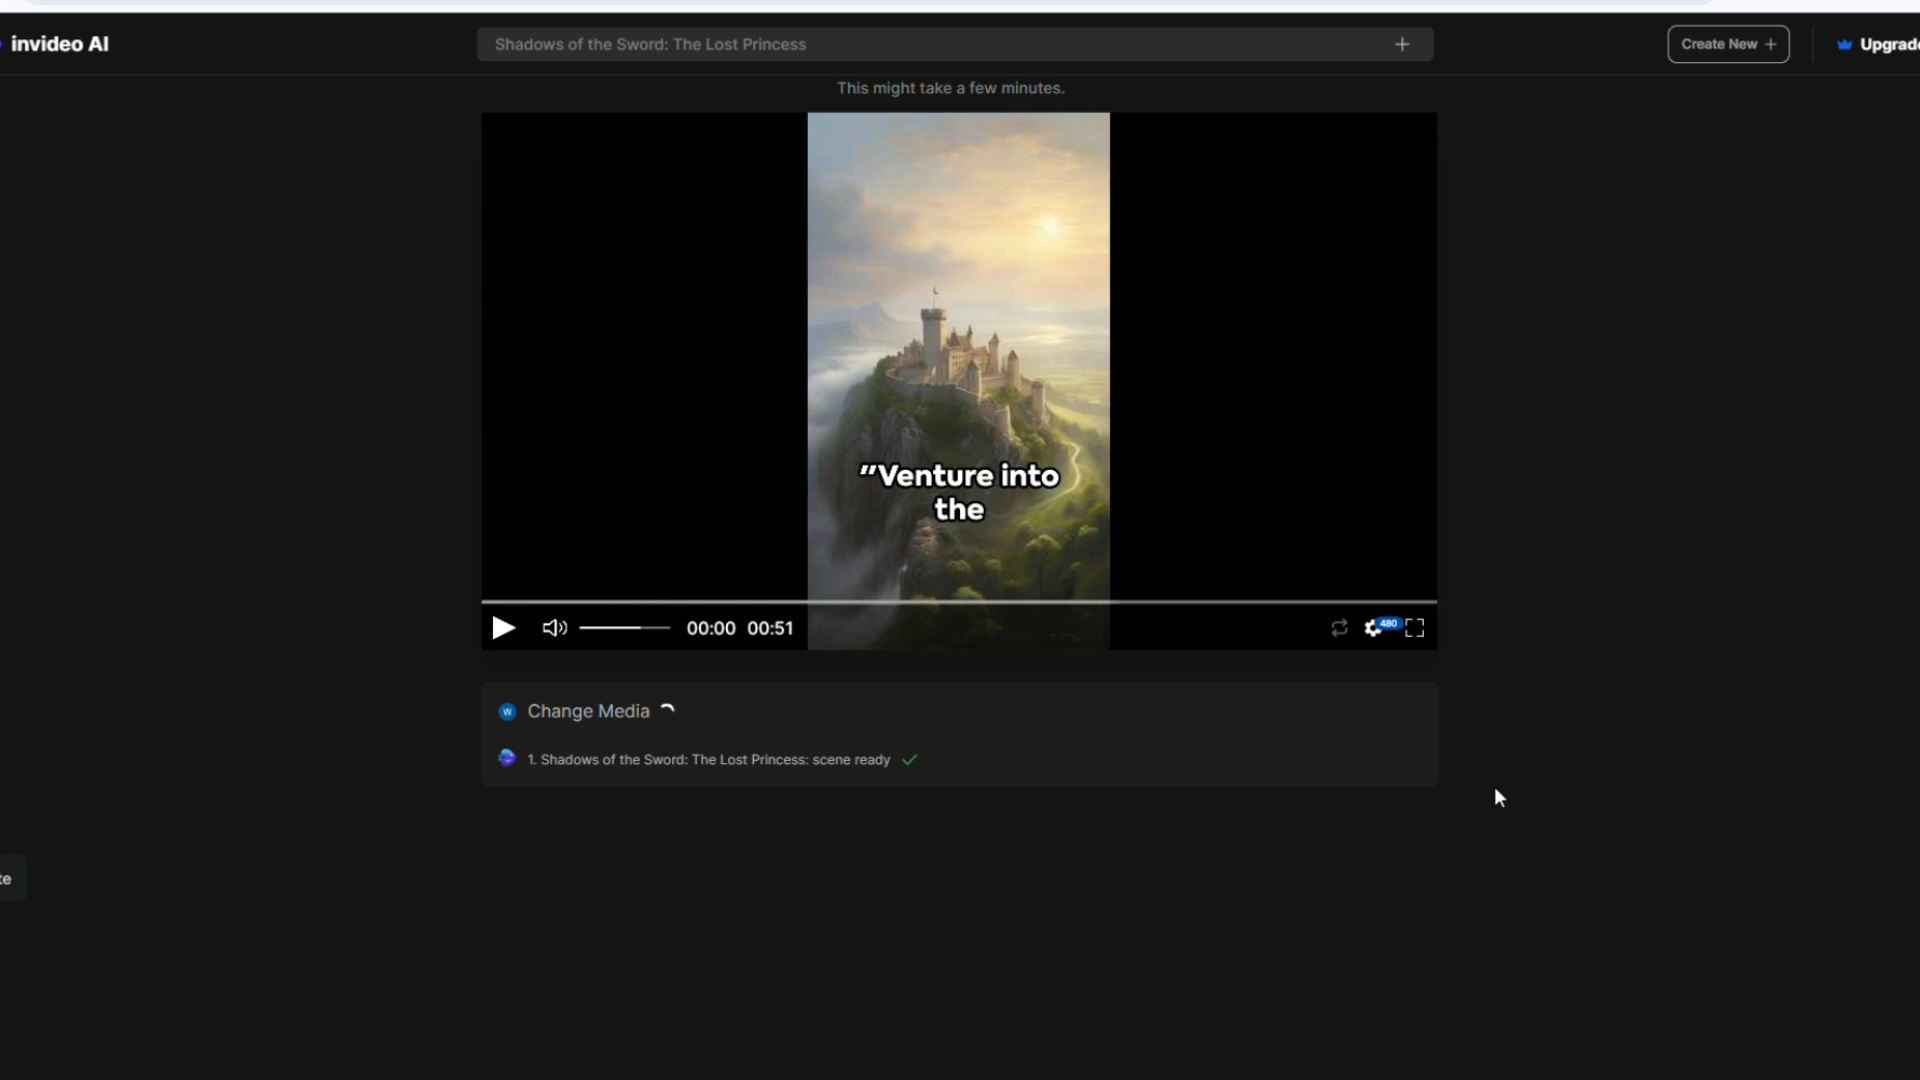 invideo AI
Shadows of the Sword: The Lost Princess
Create New +
Upgrade
This might take a few minutes.
"Venture into
the
00:00 00:51
480
W Change Media
1. Shadows of the Sword: The Lost Princess: scene ready
te